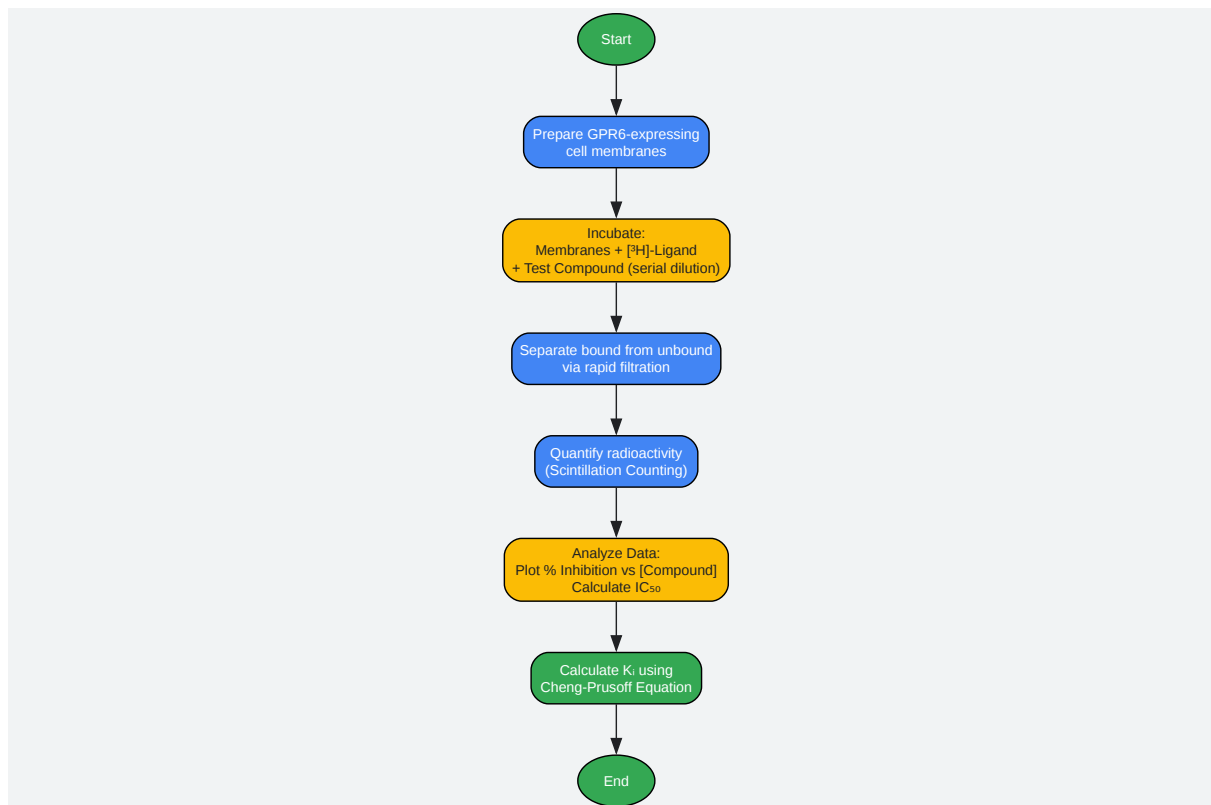 Start
Prepare GPR6-expressing
cell membranes
Incubate:
Membranes + [³H]-Ligand
+ Test Compound (serial dilution)
Separate bound from unbound
via rapid filtration
Quantify radioactivity
(Scintillation Counting)
Analyze Data:
Plot % Inhibition vs [Compound]
Calculate IC₅₀
Calculate Kᵢ using
Cheng-Prusoff Equation
End